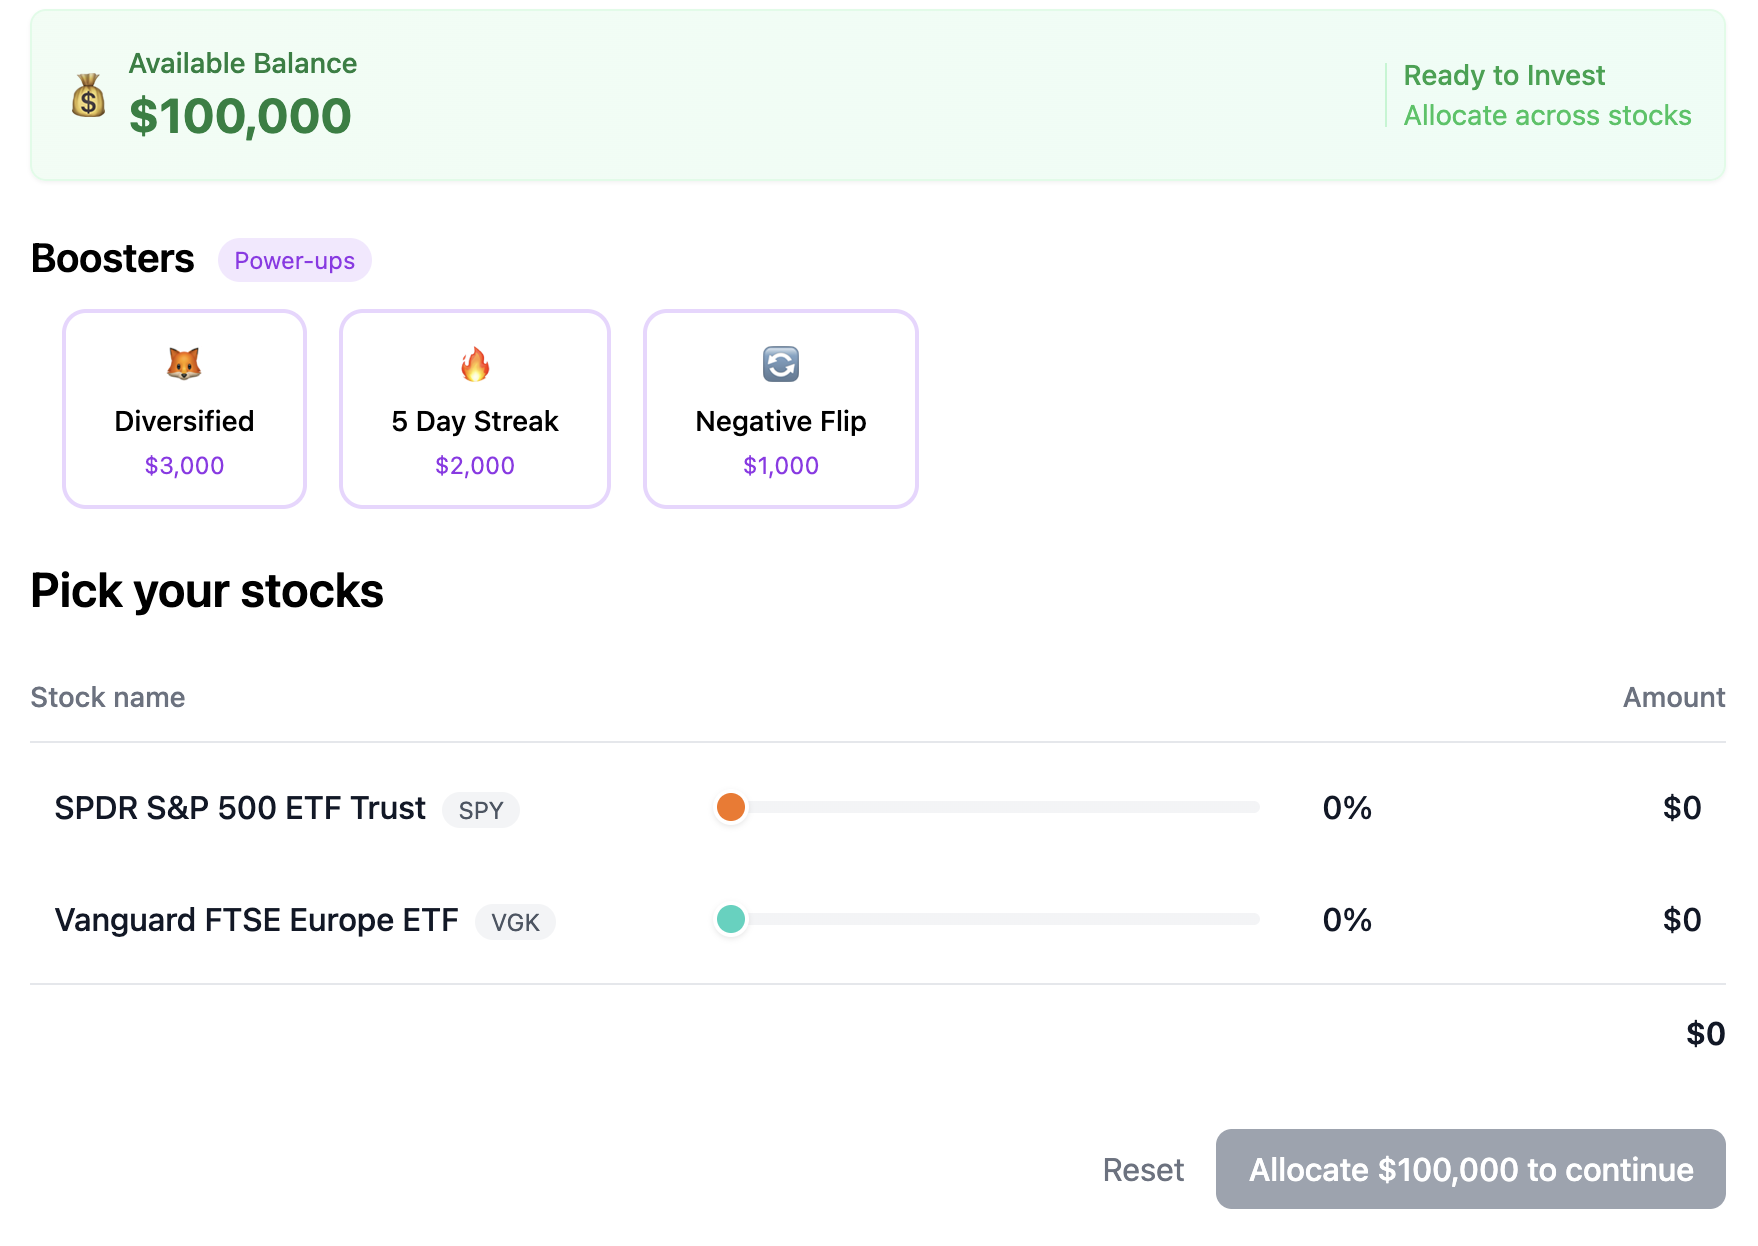 Available Balance
$100,000
Ready to Invest
Allocate across stocks
Boosters
Power-ups
Diversified
$3,000
5 Day Streak
$2,000
Negative Flip
$1,000
Pick your stocks
Stock name
Amount
SPDR S&P 500 ETF Trust SPY 0% $0
Vanguard FTSE Europe ETF VGK 0% $0
$0
Reset
Allocate $100,000 to continue